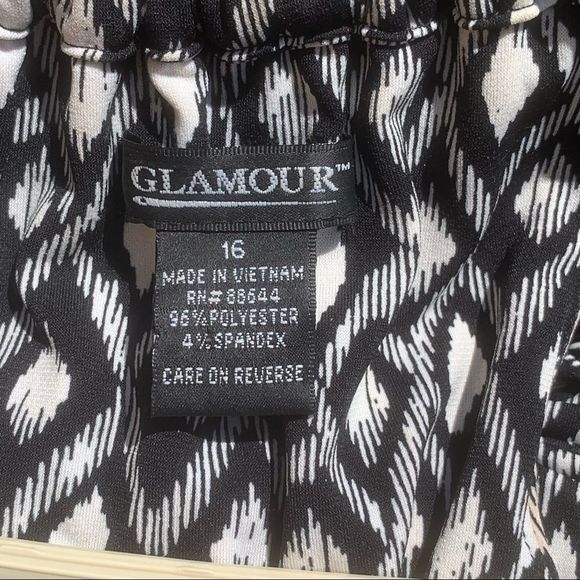 GLAMOUR™
16
MADE IN VIETNAM
RN# 88644
96% POLYESTER
4% SPANDEX
CARE ON REVERSE